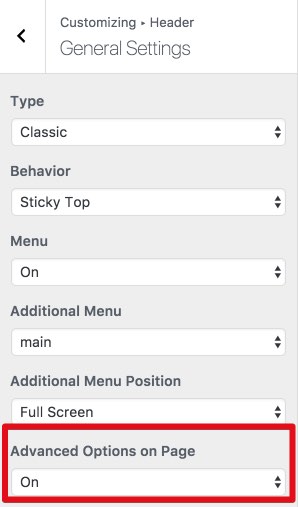 Customizing ▸ Header
General Settings
Type
Classic
Behavior
Sticky Top
Menu
On
Additional Menu
main
Additional Menu Position
Full Screen
Advanced Options on Page
On